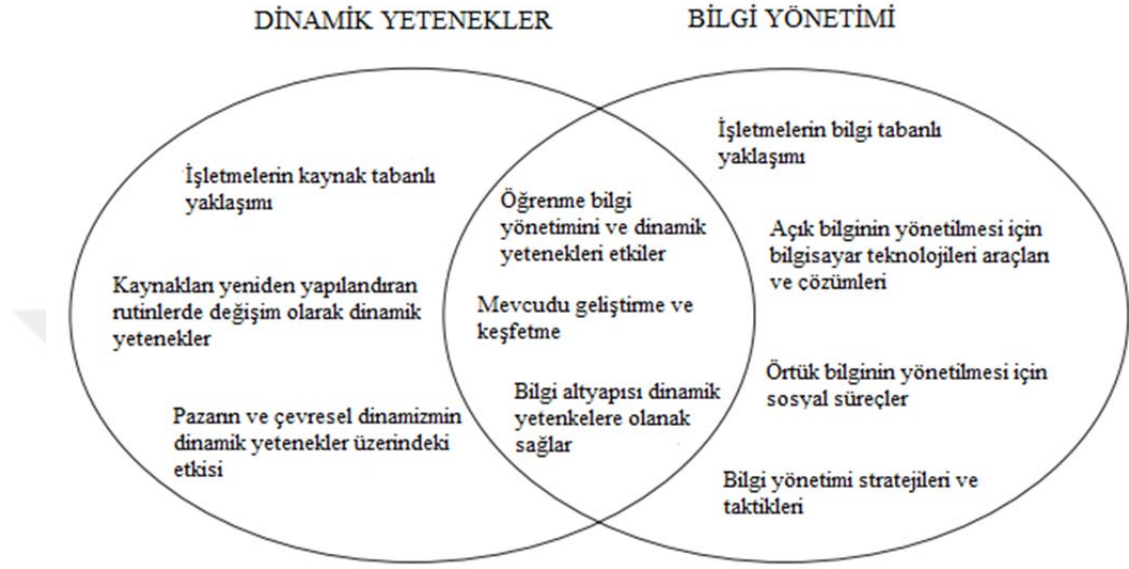 DİNAMİK YETENEKLER
BİLGİ YÖNETİMİ
İşletmelerin kaynak tabanlı
yaklaşımı
Kaynakları yeniden yapılandıran
rutinlerde değişim olarak dinamik
yetenekler
Pazarın ve çevresel dinamizmin
dinamik yetenekler üzerindeki
etkisi
Öğrenme bilgi
yönetimini ve dinamik
yetenekleri etkiler
Mevcudu geliştirme ve
keşfetme
Bilgi altyapısı dinamik
yetenkelere olanak
sağlar
İşletmelerin bilgi tabanlı
yaklaşımı
Açık bilginin yönetilmesi için
bilgisayar teknolojileri araçları
ve çözümleri
Örtük bilginin yönetilmesi için
sosyal süreçler
Bilgi yönetimi stratejileri ve
taktikleri